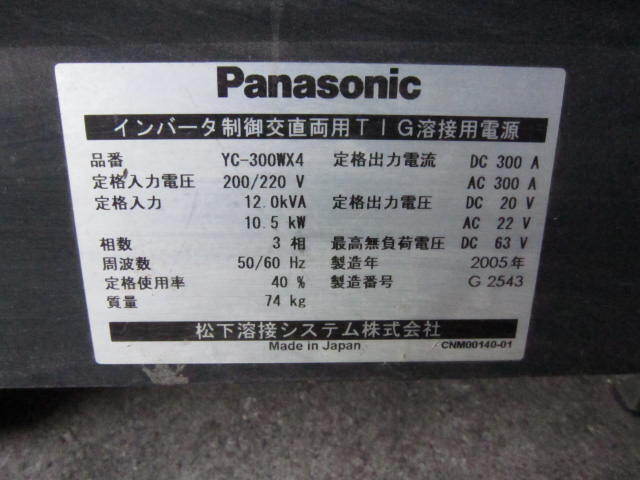 Panasonic
インバータ制御交直両用TIG溶接用電源
品番 YC-300WX4 定格出力電流 DC 300 A
定格入力電圧 200/220 V AC 300 A
定格入力 12.0kVA 定格出力電圧 DC 20 V
10.5 kW AC 22 V
相数 3 相 最高無負荷電圧 DC 63 V
周波数 50/60 Hz 製造年 2005年
定格使用率 40 % 製造番号 G 2543
質量 74 kg
松下溶接システム株式会社
Made in Japan CNM00140-01